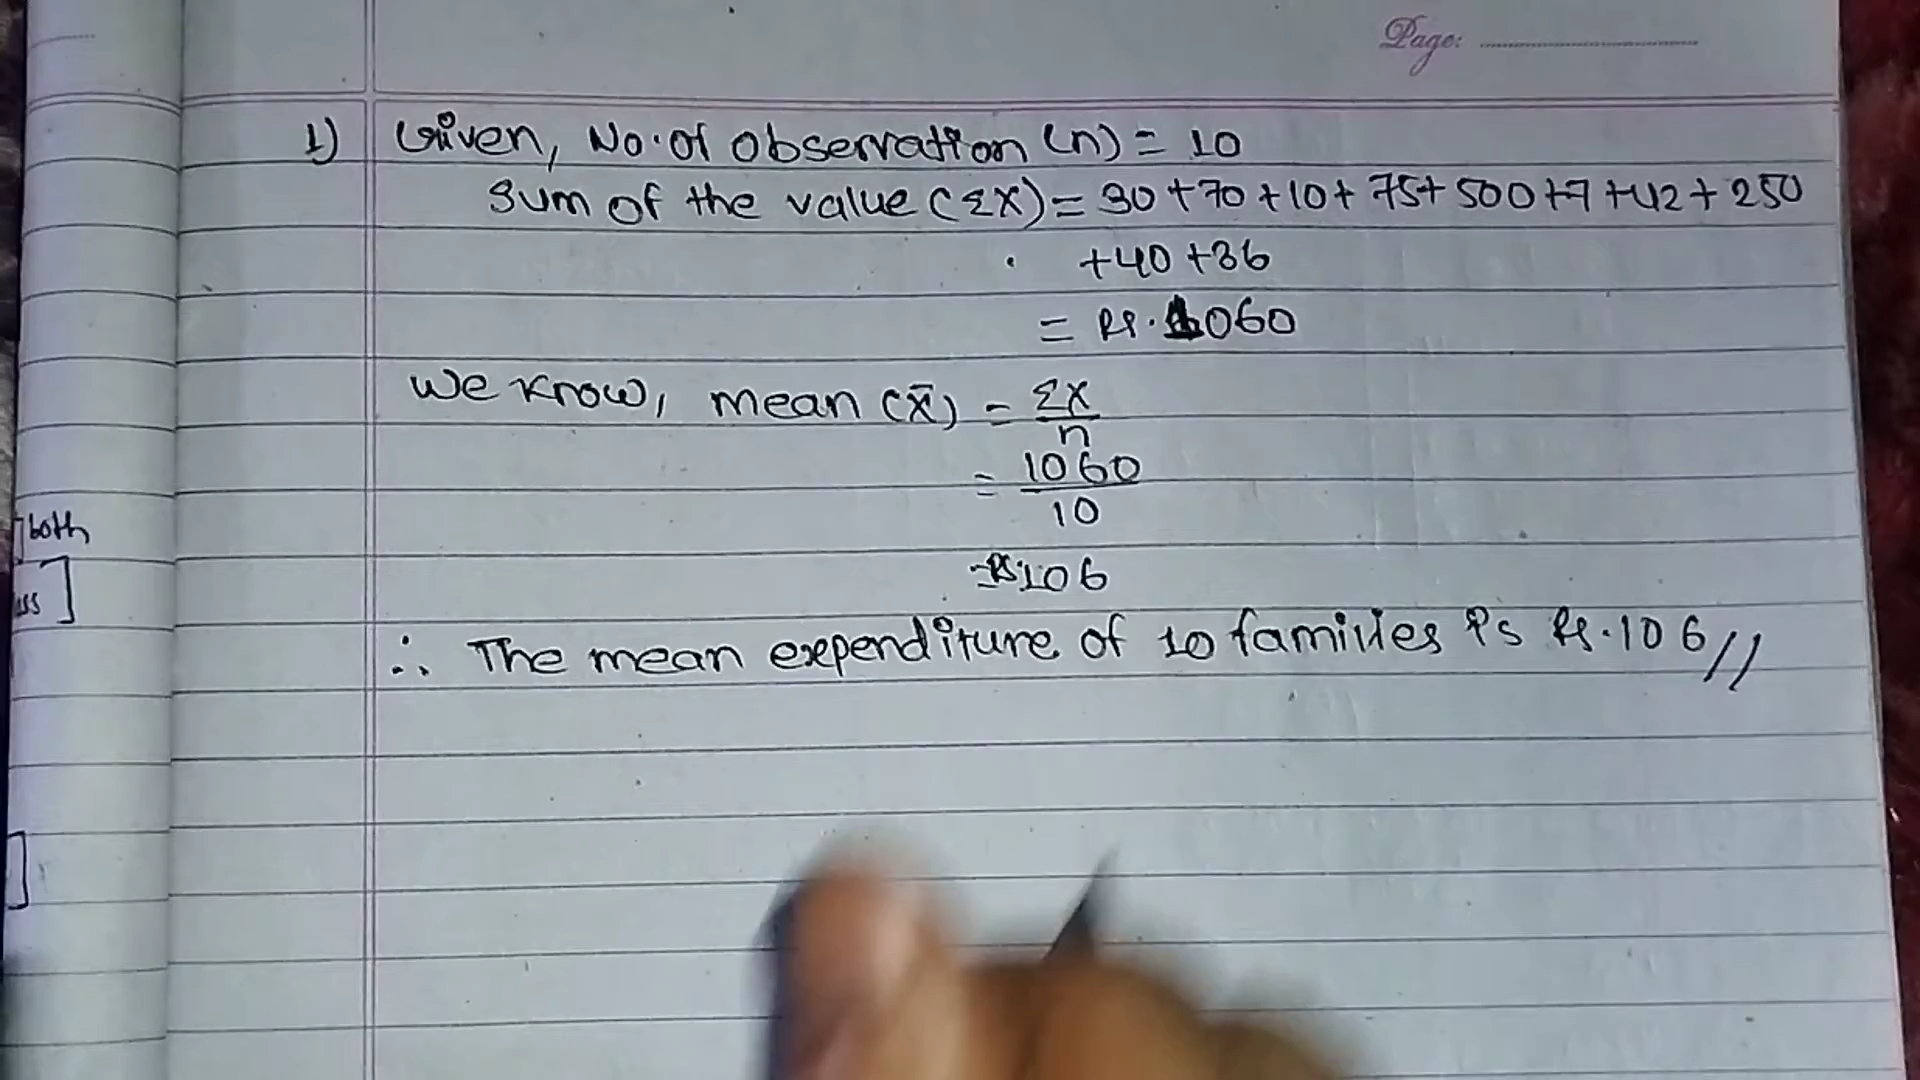 Page:
1) Given, No. of observation (n) = 10
Sum of the value (ΣX) = 30 + 70 + 10 + 75 + 500 + 7 + 42 + 250
+ 40 + 36
= Rs. 1060
We know, mean (X̄) = ΣX
n
= 1060
10
= Rs 106
∴ The mean expenditure of 10 families is Rs. 106 //
both
ass ]
]